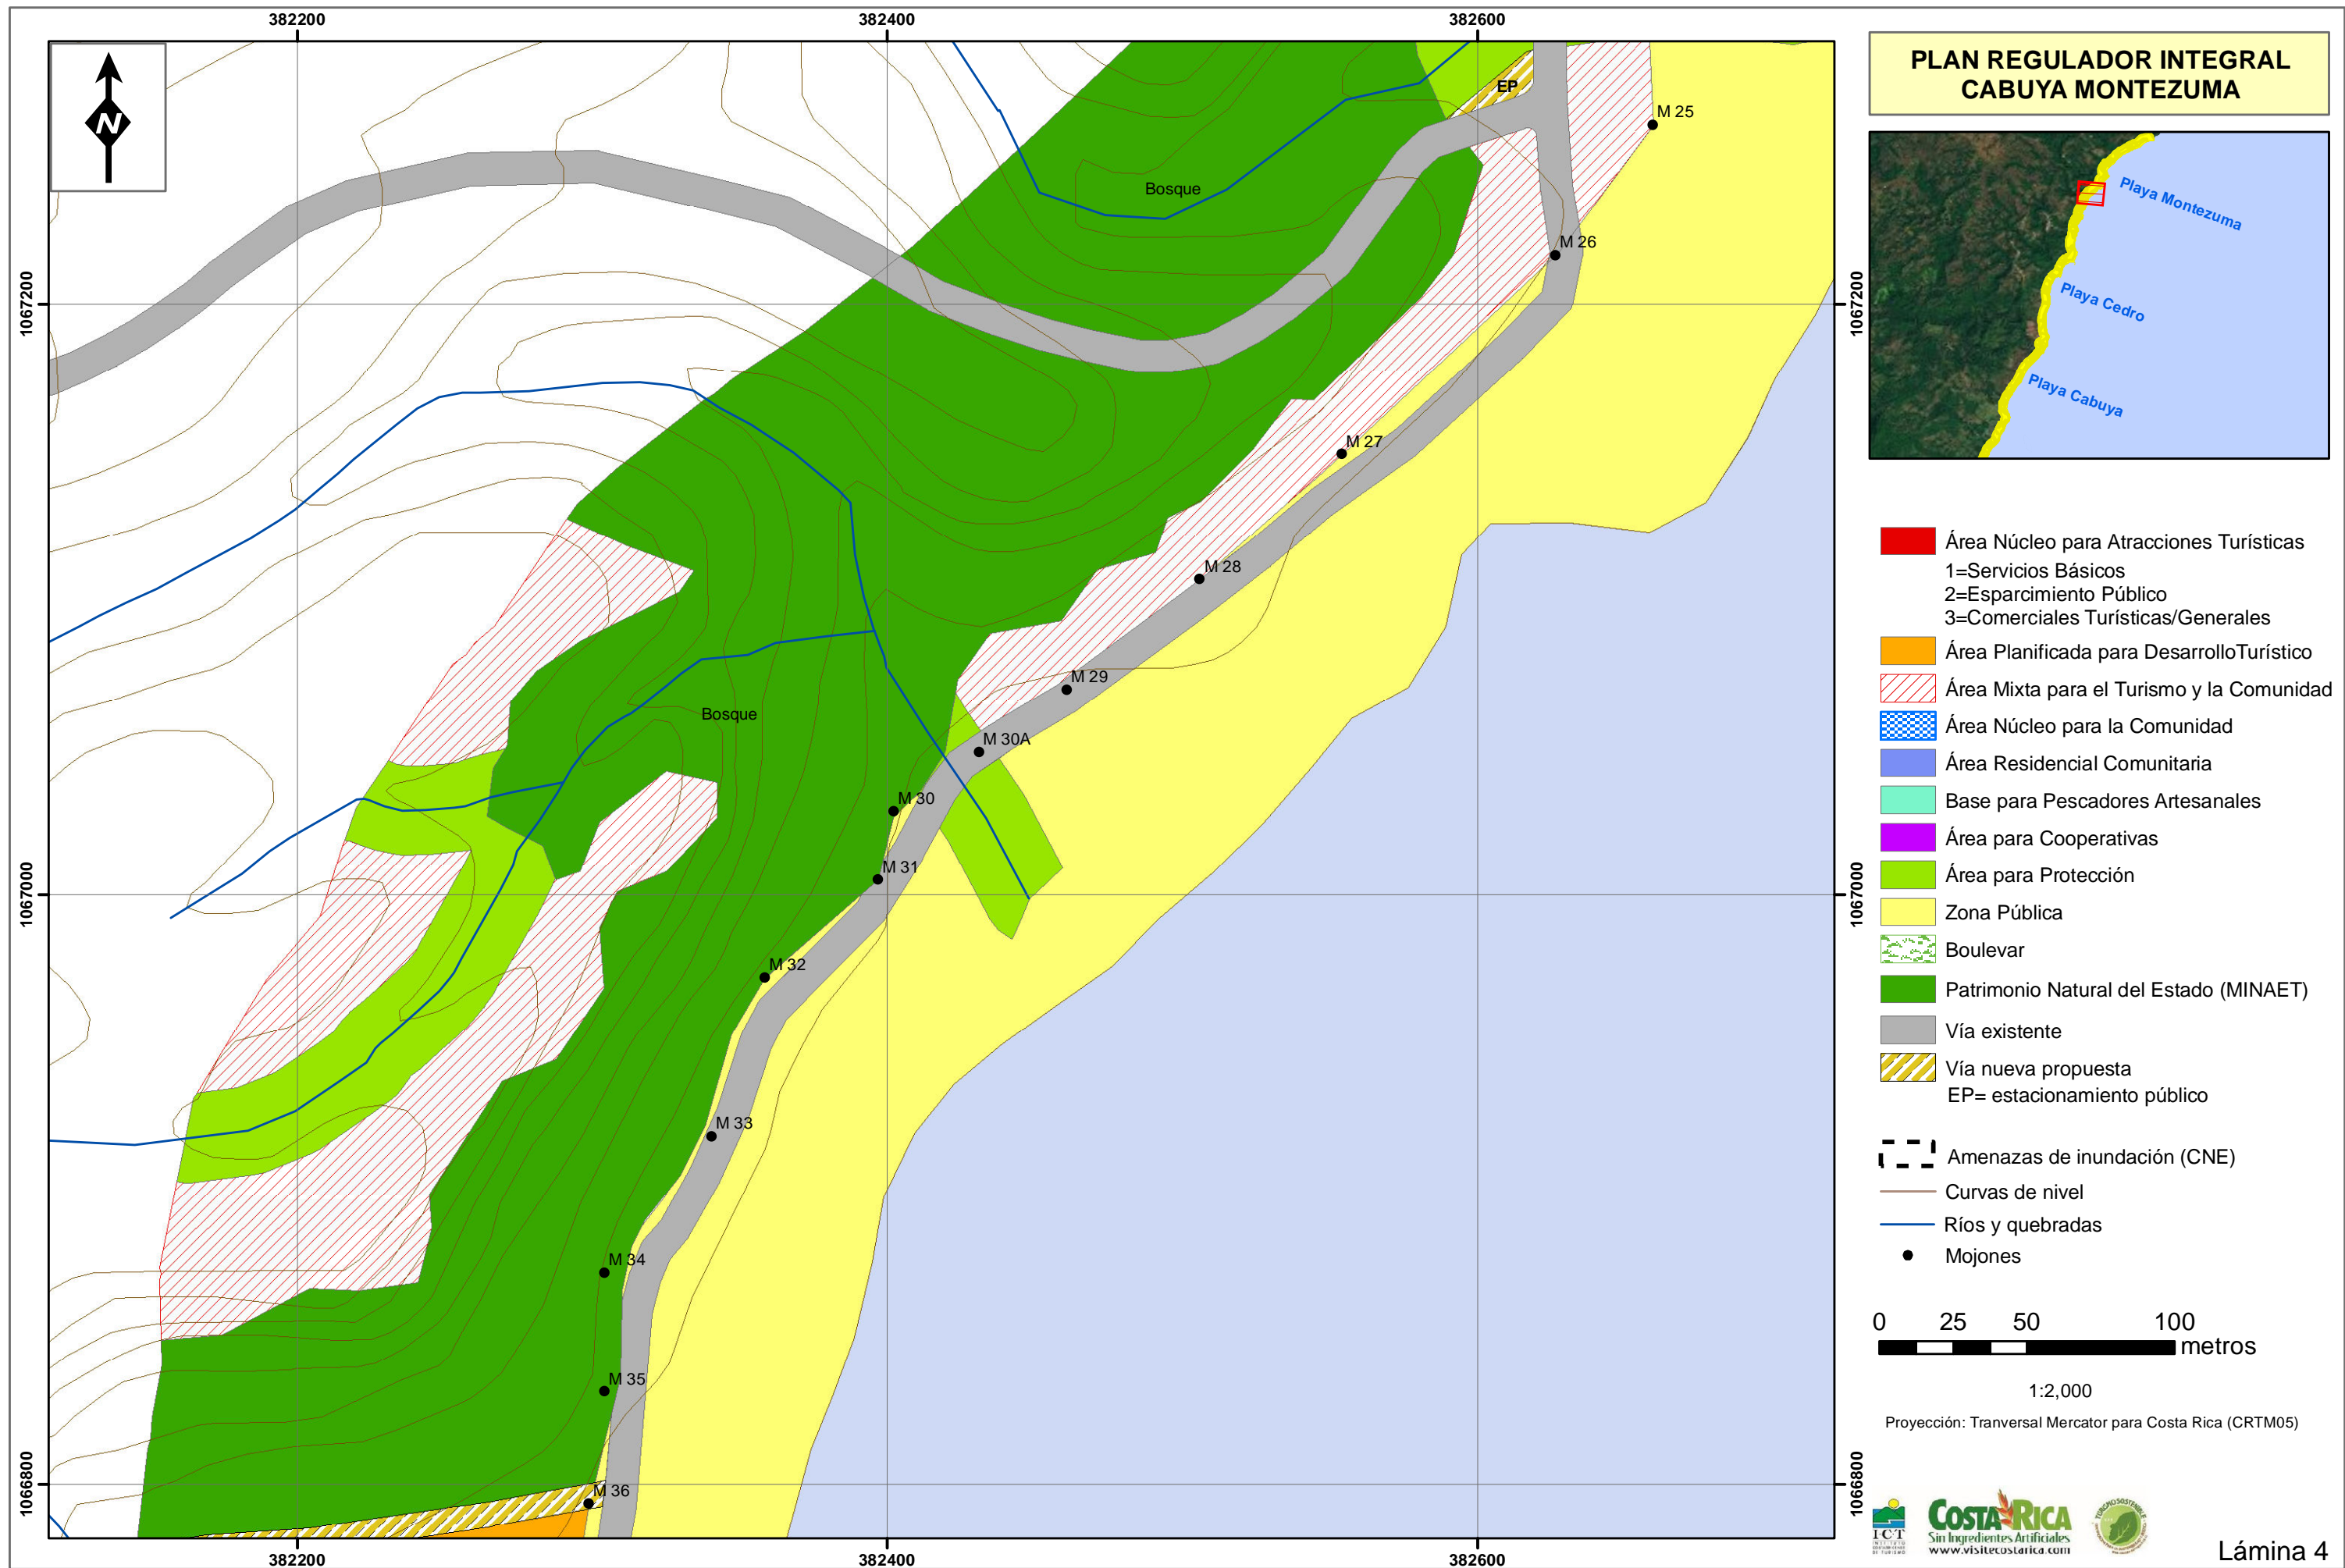 382200
382400
382600
N
1067200
1067000
1066800
EP
M 25
Bosque
M 26
M 27
M 28
M 29
Bosque
M 30A
M 30
M 31
M 32
M 33
M 34
M 35
M 36
1067200
1067000
1066800
382200
382400
382600
PLAN REGULADOR INTEGRAL
CABUYA MONTEZUMA
Playa Montezuma
Playa Cedro
Playa Cabuya
Área Núcleo para Atracciones Turísticas
1=Servicios Básicos
2=Esparcimiento Público
3=Comerciales Turísticas/Generales
Área Planificada para DesarrolloTurístico
Área Mixta para el Turismo y la Comunidad
Área Núcleo para la Comunidad
Área Residencial Comunitaria
Base para Pescadores Artesanales
Área para Cooperativas
Área para Protección
Zona Pública
Boulevar
Patrimonio Natural del Estado (MINAET)
Vía existente
Vía nueva propuesta
EP= estacionamiento público
Amenazas de inundación (CNE)
Curvas de nivel
Ríos y quebradas
Mojones
0 25 50 100
metros
1:2,000
Proyección: Tranversal Mercator para Costa Rica (CRTM05)
I·C·T
INSTITUTO
COSTARRICENSE
DE TURISMO
COSTA RICA
Sin Ingredientes Artificiales
www.visitecostarica.com
TURISMO SOSTENIBLE
Lámina 4